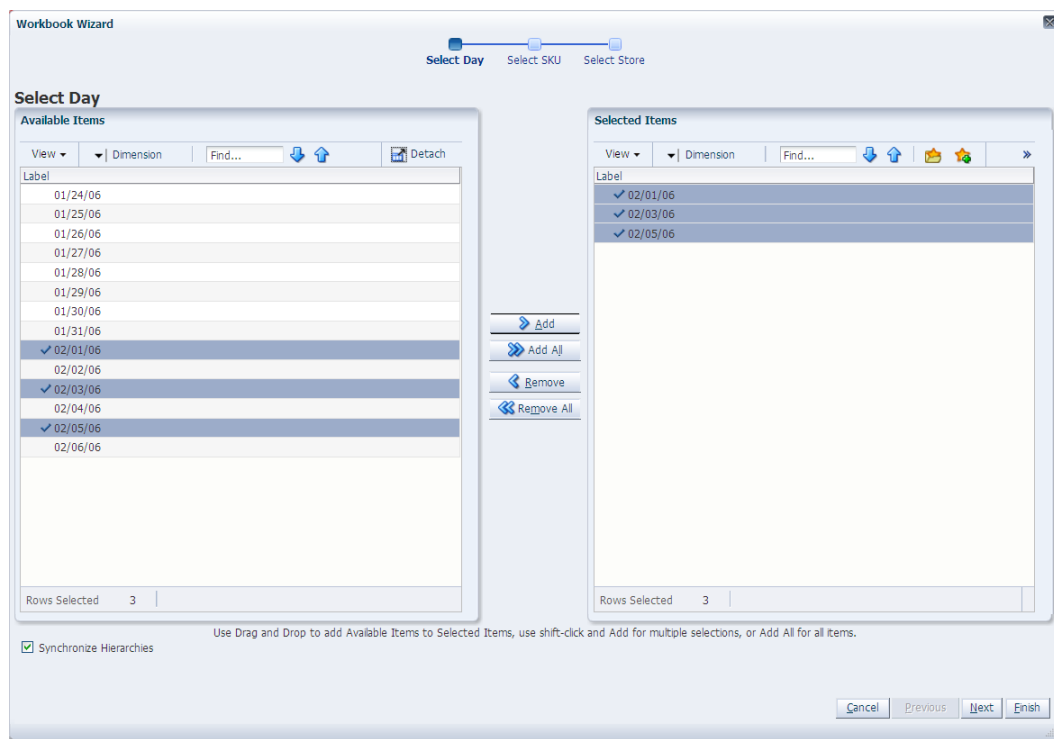 Workbook Wizard
Select Day Select SKU Select Store
Select Day
Available Items
View Dimension Find... Detach
Label
01/24/06
01/25/06
01/26/06
01/27/06
01/28/06
01/29/06
01/30/06
01/31/06
02/01/06
02/02/06
02/03/06
02/04/06
02/05/06
02/06/06
Rows Selected 3
Add
Add All
Remove
Remove All
Selected Items
View Dimension Find... »
Label
02/01/06
02/03/06
02/05/06
Rows Selected 3
Use Drag and Drop to add Available Items to Selected Items, use shift-click and Add for multiple selections, or Add All for all items.
Synchronize Hierarchies
Cancel Previous Next Finish